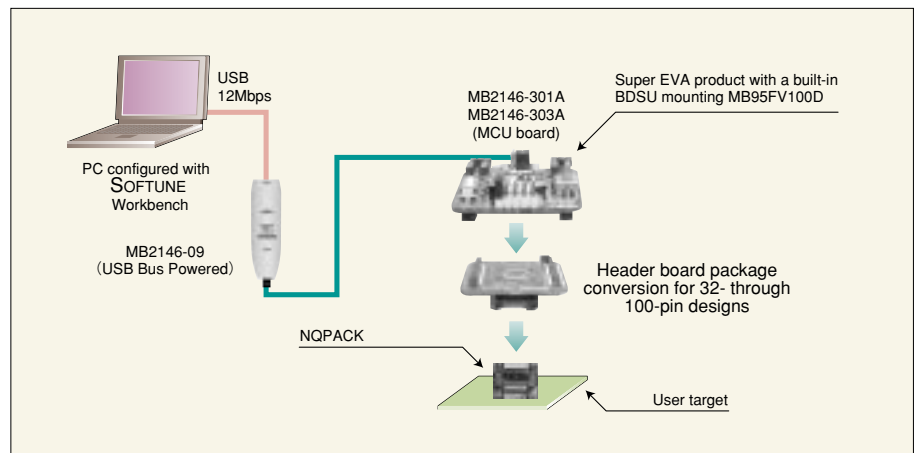 USB
12Mbps
PC configured with
SOFTUNE
Workbench
MB2146-09
(USB Bus Powered)
MB2146-301A
MB2146-303A
(MCU board)
Super EVA product with a built-in
BDSU mounting MB95FV100D
Header board package
conversion for 32- through
100-pin designs
NQPACK
User target